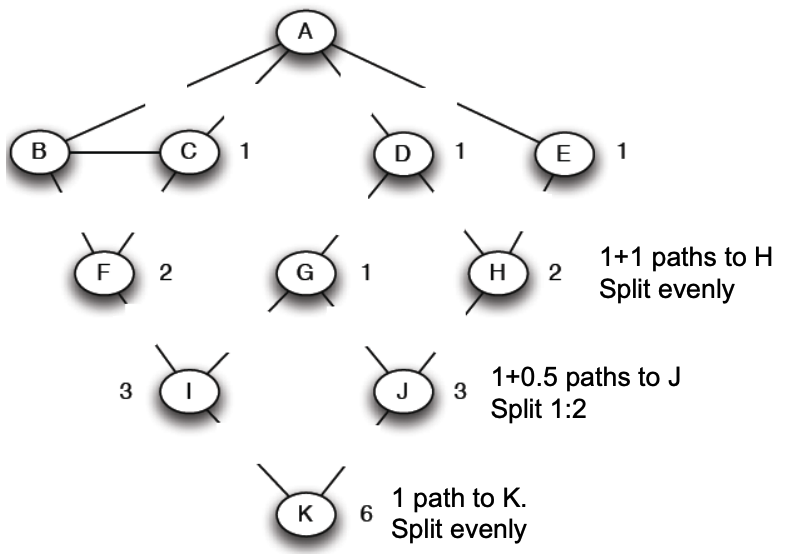 A
B
C 1
D 1
E 1
F 2
G 1
H 2
1+1 paths to H
Split evenly
3 I
J 3
1+0.5 paths to J
Split 1:2
K 6
1 path to K.
Split evenly